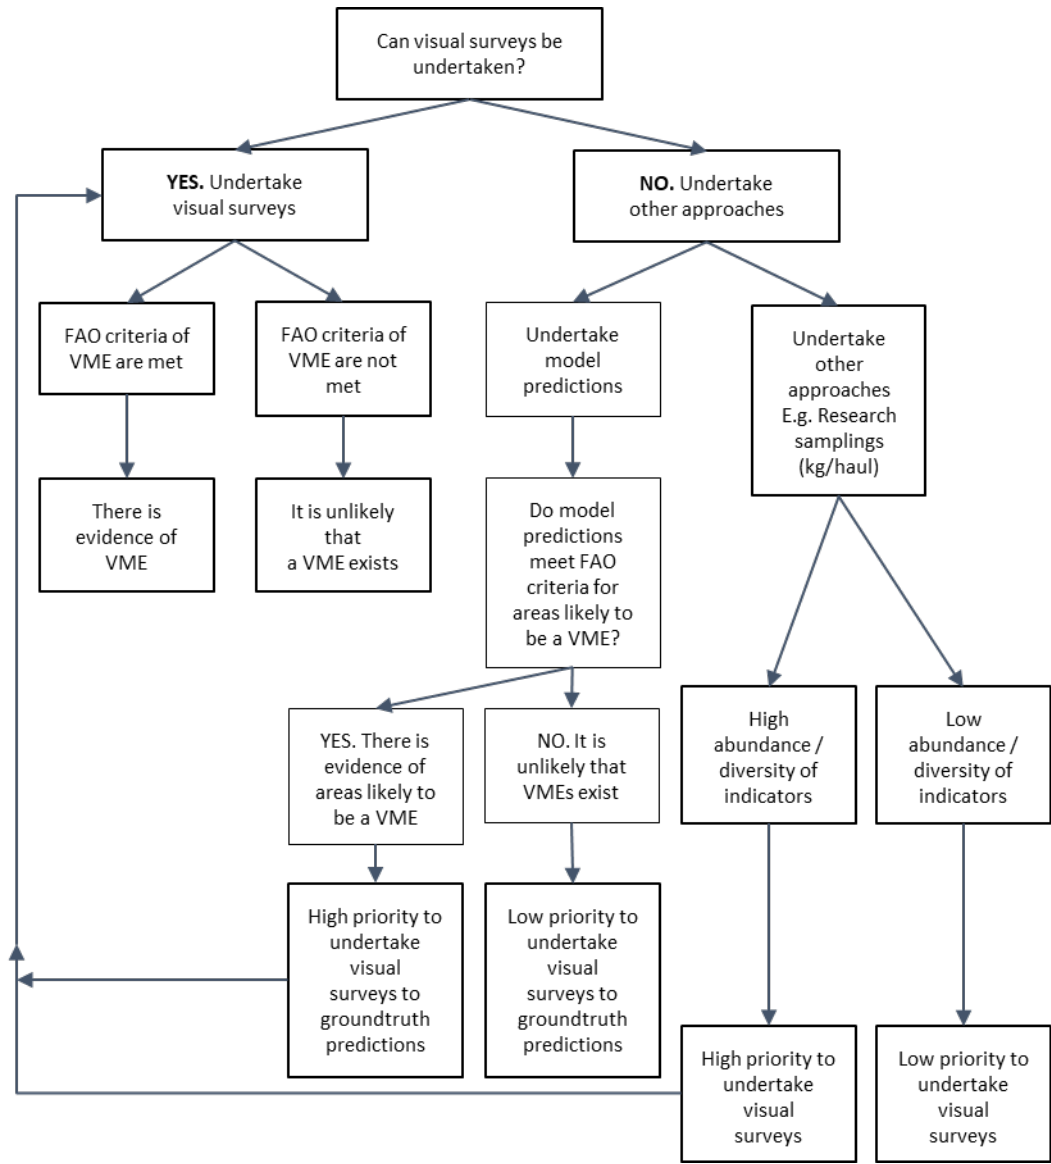 Can visual surveys be
undertaken?
YES. Undertake
visual surveys
NO. Undertake
other approaches
FAO criteria of
VME are met
FAO criteria of
VME are not
met
Undertake
model
predictions
Undertake
other
approaches
E.g. Research
samplings
(kg/haul)
There is
evidence of
VME
It is unlikely
that
a VME exists
Do model
predictions
meet FAO
criteria for
areas likely to
be a VME?
YES. There is
evidence of
areas likely to
be a VME
NO. It is
unlikely that
VMEs exist
High
abundance /
diversity of
indicators
Low
abundance /
diversity of
indicators
High priority to
undertake
visual
surveys to
groundtruth
predictions
Low priority to
undertake
visual
surveys to
groundtruth
predictions
High priority to
undertake
visual
surveys
Low priority to
undertake
visual
surveys